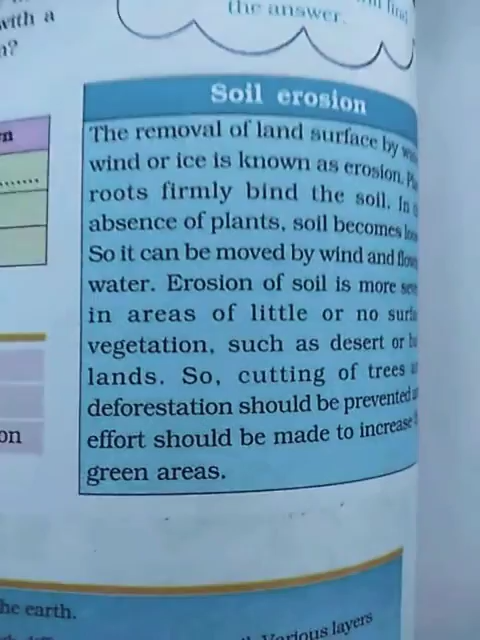 with a
the answer.
find
n?
Soil erosion
The removal of land surface by
wind or ice is known as erosion.
roots firmly bind the soil. In
absence of plants, soil becomes
So it can be moved by wind and
water. Erosion of soil is more
in areas of little or no
vegetation, such as desert or
lands. So, cutting of trees
deforestation should be prevented
effort should be made to increase
green areas.
on
he earth.
Various layers